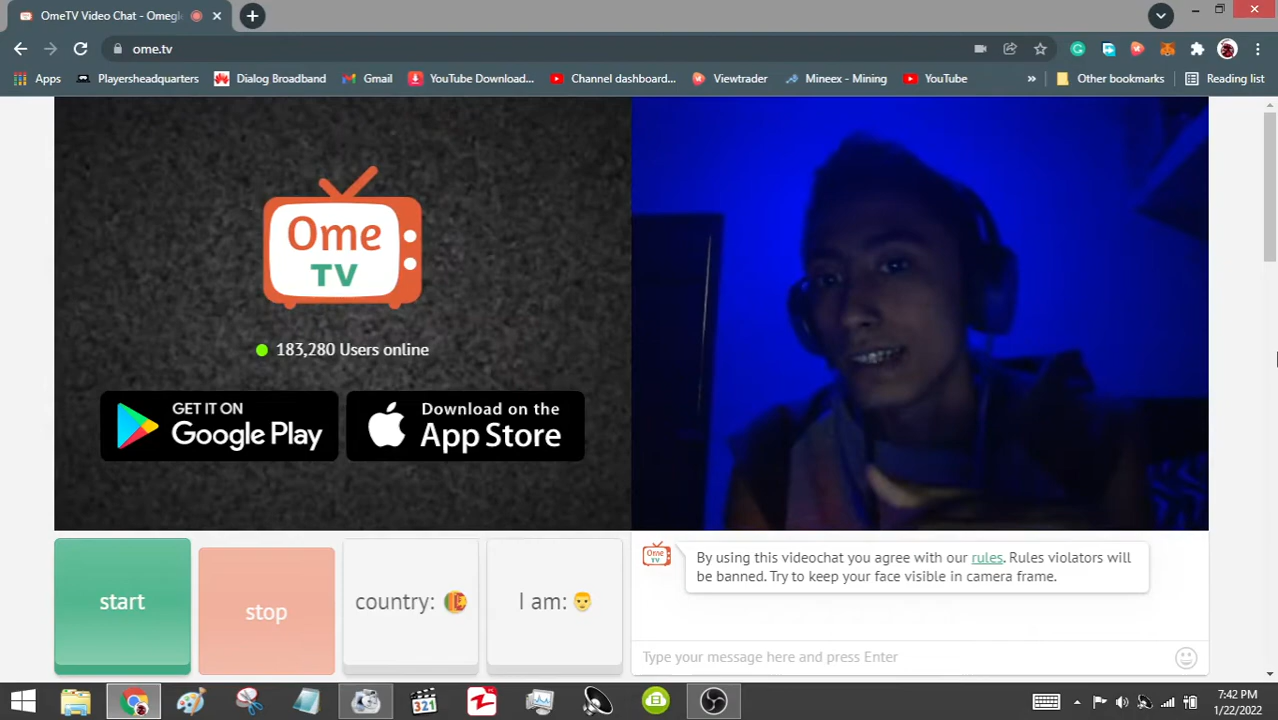 OmeTV Video Chat - Omegl
ome.tv
Apps
Playersheadquarters
Dialog Broadband
Gmail
YouTube Download...
Channel dashboard...
Viewtrader
Mineex - Mining
YouTube
»
Other bookmarks
Reading list
Ome
TV
183,280 Users online
GET IT ON
Google Play
Download on the
App Store
start
stop
country:
I am:
Ome
TV
By using this videochat you agree with our rules. Rules violators will
be banned. Try to keep your face visible in camera frame.
Type your message here and press Enter
321
7:42 PM
1/22/2022